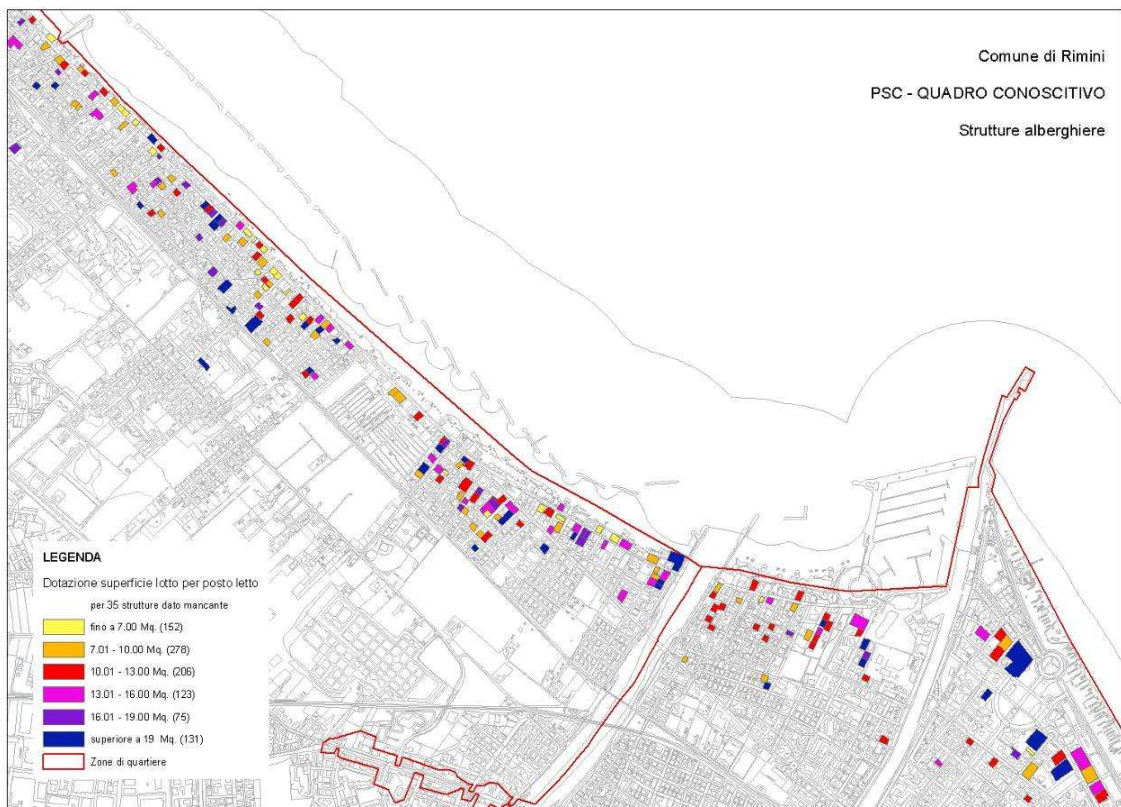 Comune di Rimini
PSC - QUADRO CONOSCITIVO
Strutture alberghiere
LEGENDA
Dotazione superficie lotto per posto letto
per 35 strutture dato mancante
fino a 7.00 Mq. (152)
7.01 - 10.00 Mq. (278)
10.01 - 13.00 Mq. (206)
13.01 - 16.00 Mq. (123)
16.01 - 19.00 Mq. (75)
superiore a 19 Mq. (131)
Zone di quartiere